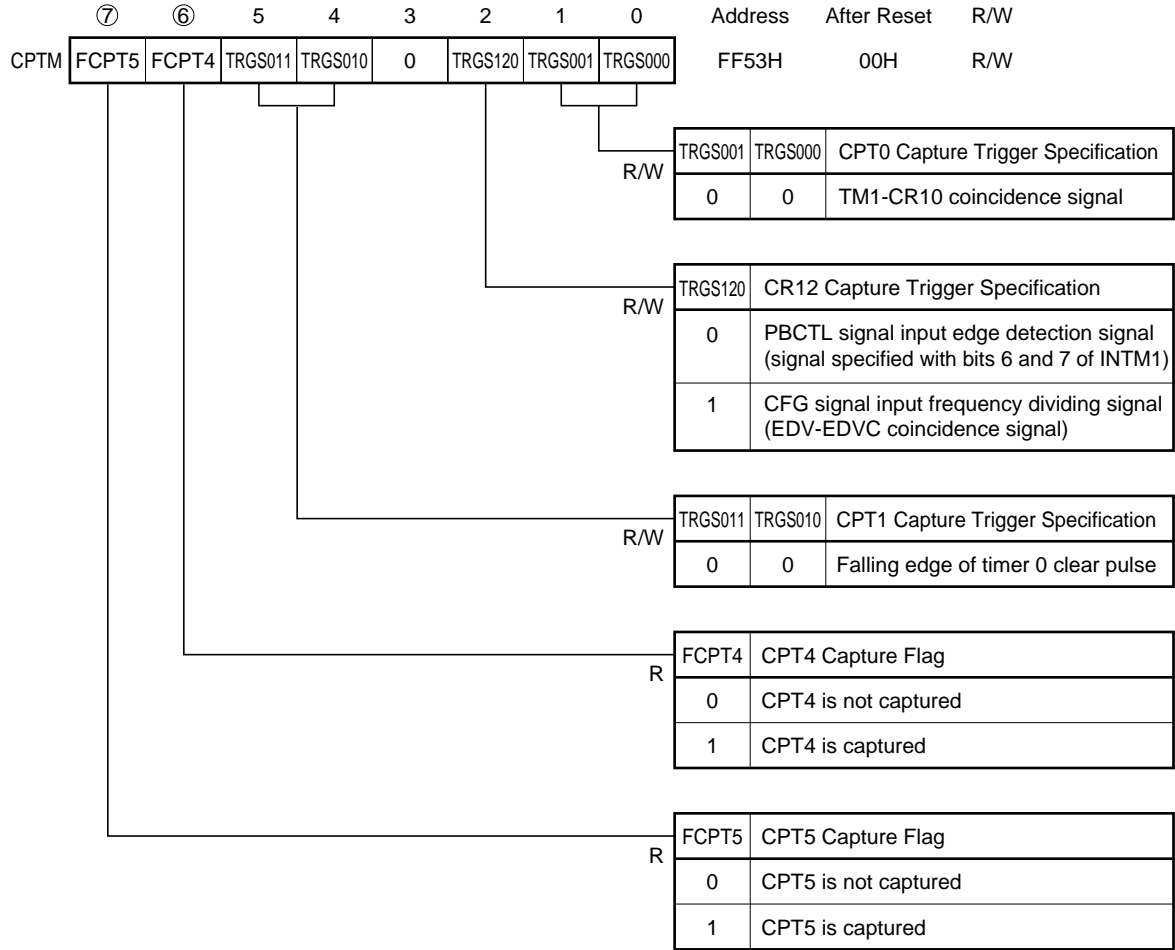 ⑦ ⑥ 5 4 3 2 1 0 Address After Reset R/W
CPTM FCPT5 FCPT4 TRGS011 TRGS010 0 TRGS120 TRGS001 TRGS000 FF53H 00H R/W
TRGS001 TRGS000 CPT0 Capture Trigger Specification
R/W
0 0 TM1-CR10 coincidence signal
TRGS120 CR12 Capture Trigger Specification
R/W
0 PBCTL signal input edge detection signal
(signal specified with bits 6 and 7 of INTM1)
1 CFG signal input frequency dividing signal
(EDV-EDVC coincidence signal)
TRGS011 TRGS010 CPT1 Capture Trigger Specification
R/W
0 0 Falling edge of timer 0 clear pulse
FCPT4 CPT4 Capture Flag
R
0 CPT4 is not captured
1 CPT4 is captured
FCPT5 CPT5 Capture Flag
R
0 CPT5 is not captured
1 CPT5 is captured